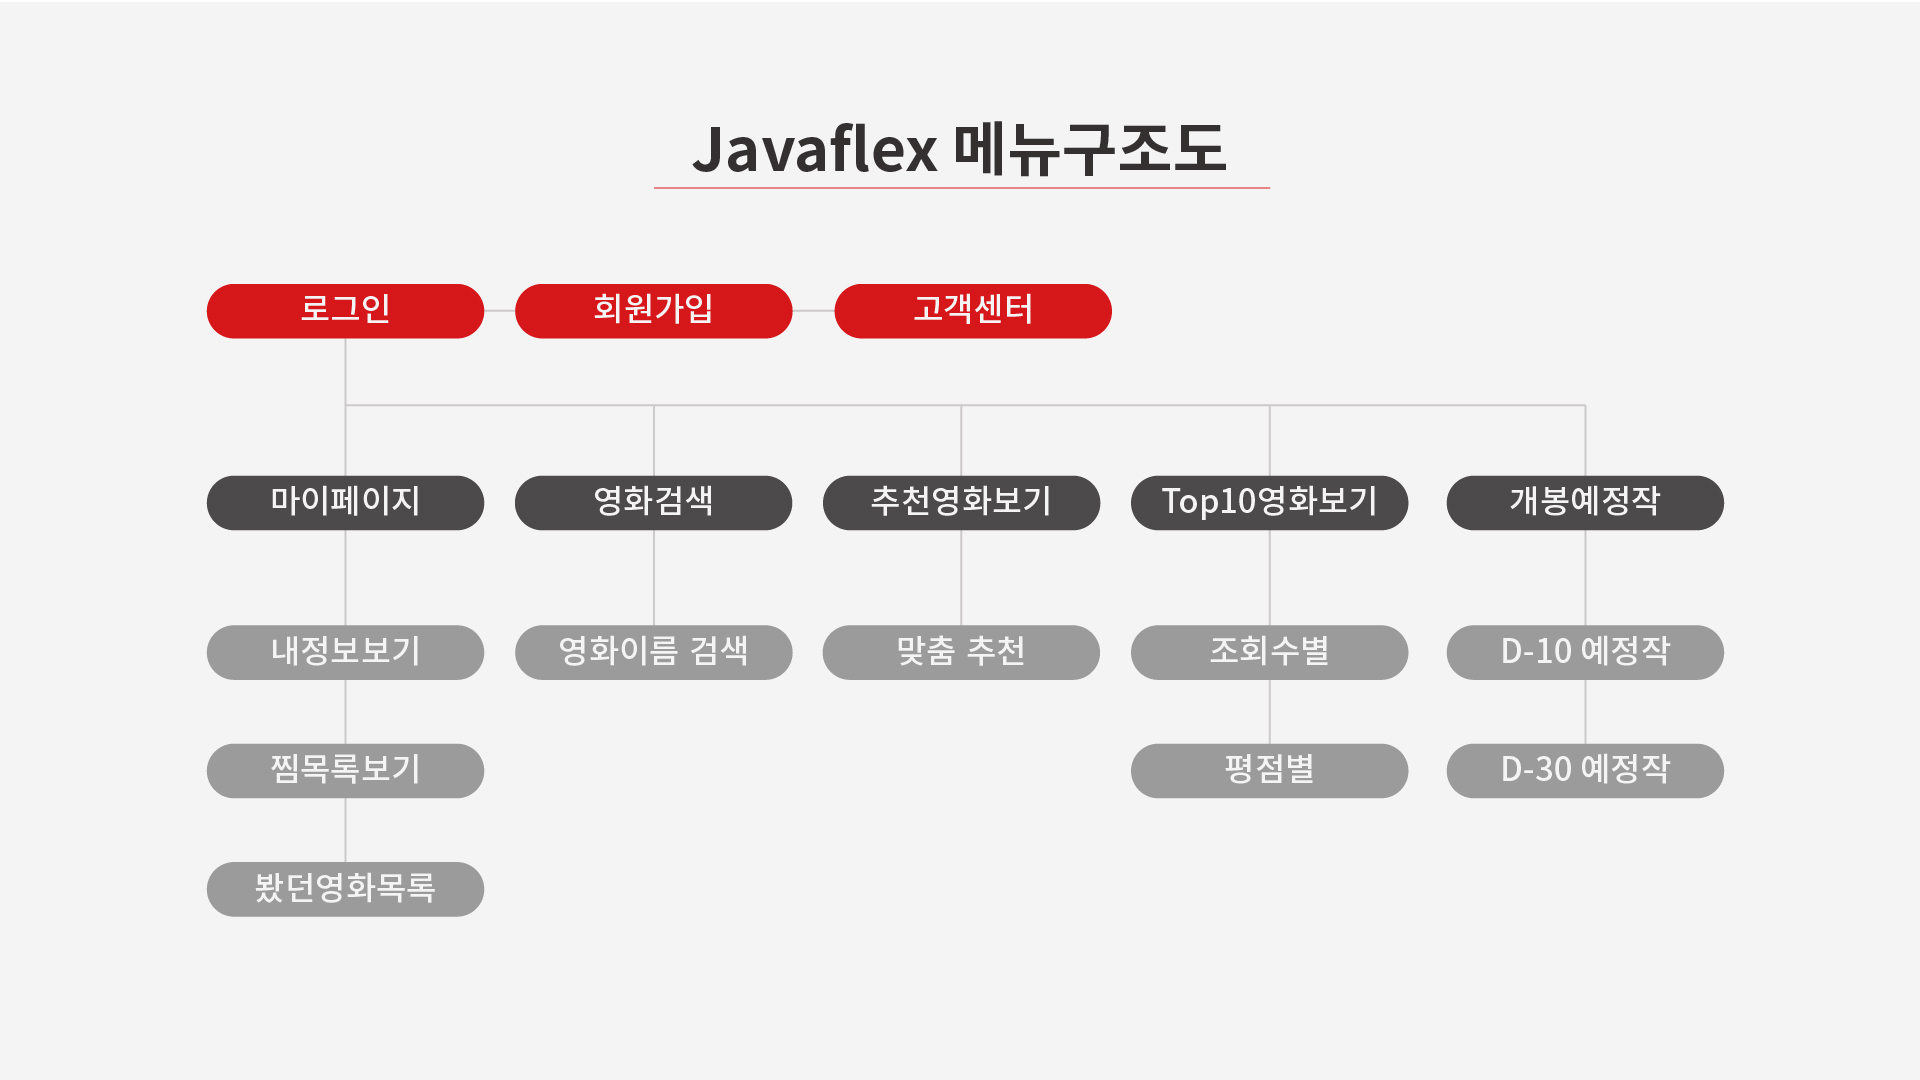 Javaflex 메뉴구조도
로그인
회원가입
고객센터
마이페이지
영화검색
추천영화보기
Top10영화보기
개봉예정작
내정보보기
영화이름 검색
맞춤 추천
조회수별
D-10 예정작
찜목록보기
평점별
D-30 예정작
봤던영화목록